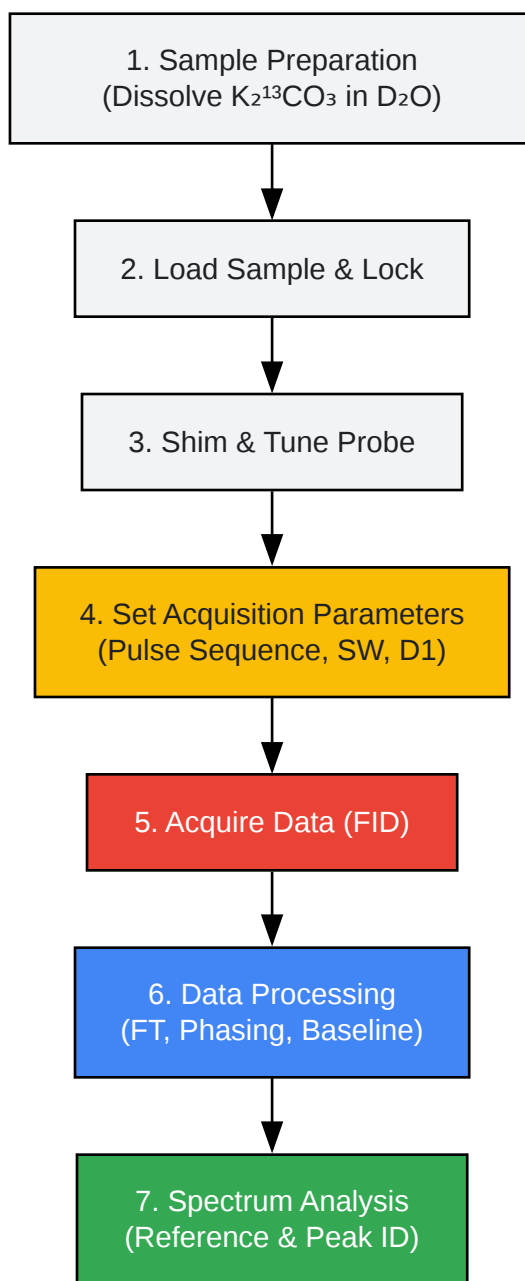 1. Sample Preparation
(Dissolve K₂¹³CO₃ in D₂O)
2. Load Sample & Lock
3. Shim & Tune Probe
4. Set Acquisition Parameters
(Pulse Sequence, SW, D1)
5. Acquire Data (FID)
6. Data Processing
(FT, Phasing, Baseline)
7. Spectrum Analysis
(Reference & Peak ID)